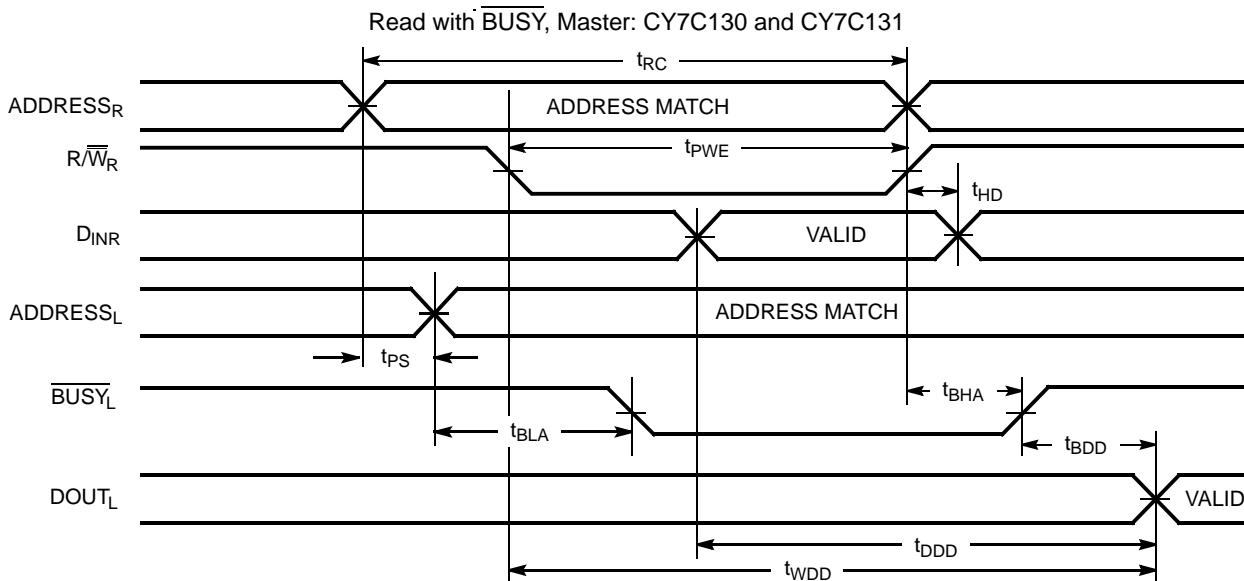 Read with BUSY, Master: CY7C130 and CY7C131
tRC
ADDRESSR
ADDRESS MATCH
R/WR
tPWE
tHD
DINR
VALID
ADDRESSL
ADDRESS MATCH
tPS
BUSYL
tBHA
tBLA
tBDD
DOUTL
VALID
tDDD
tWDD